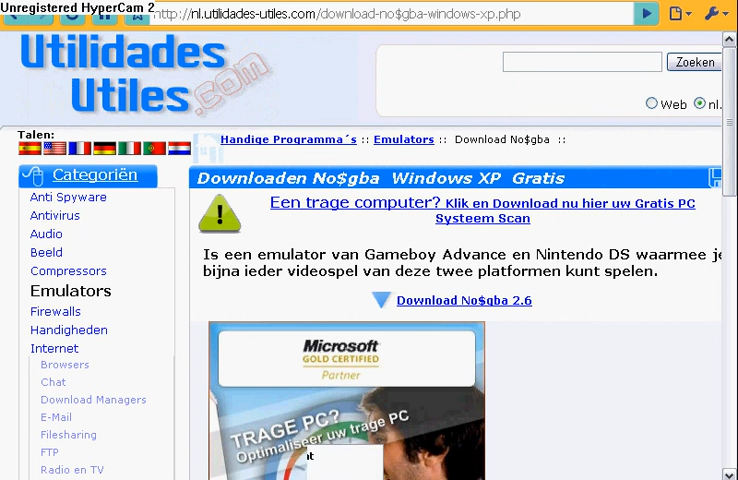 Unregistered HyperCam 2
http://nl.utilidades-utiles.com/download-no$gba-windows-xp.php
Utilidades
Utiles.com
Zoeken
Web nl.
Talen:
Handige Programma´s :: Emulators :: Download No$gba ::
Categoriën
Downloaden No$gba Windows XP Gratis
Anti Spyware
Antivirus
Audio
Beeld
Compressors
Emulators
Firewalls
Handigheden
Internet
Browsers
Chat
Download Managers
E-Mail
Filesharing
FTP
Radio en TV
Een trage computer? Klik en Download nu hier uw Gratis PC
Systeem Scan
Is een emulator van Gameboy Advance en Nintendo DS waarmee je
bijna ieder videospel van deze twee platformen kunt spelen.
Download No$gba 2.6
Microsoft
GOLD CERTIFIED
Partner
TRAGE PC?
Optimaliseer uw trage PC